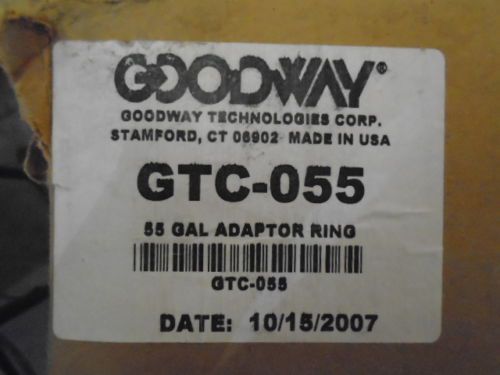 GOODWAY®
GOODWAY TECHNOLOGIES CORP.
STAMFORD, CT 06902 MADE IN USA
GTC-055
55 GAL ADAPTOR RING
GTC-055
DATE: 10/15/2007